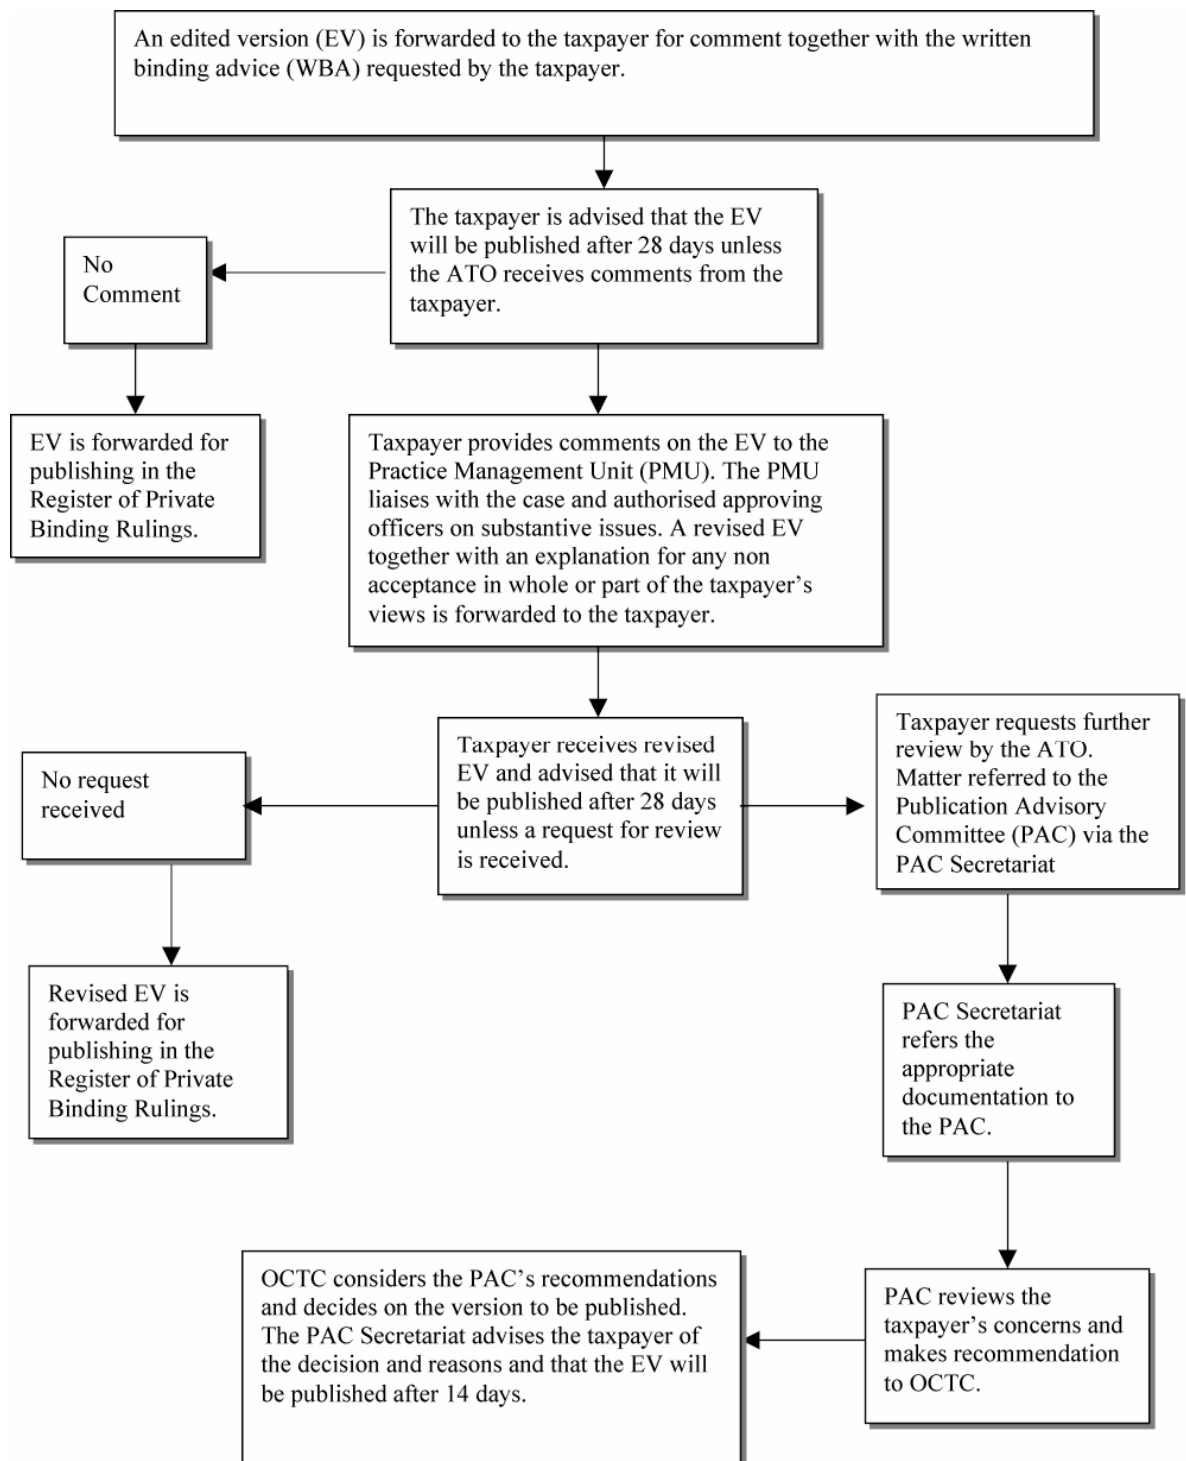 An edited version (EV) is forwarded to the taxpayer for comment together with the written
binding advice (WBA) requested by the taxpayer.
The taxpayer is advised that the EV
will be published after 28 days unless
the ATO receives comments from the
taxpayer.
No
Comment
EV is forwarded for
publishing in the
Register of Private
Binding Rulings.
Taxpayer provides comments on the EV to the
Practice Management Unit (PMU). The PMU
liaises with the case and authorised approving
officers on substantive issues. A revised EV
together with an explanation for any non
acceptance in whole or part of the taxpayer’s
views is forwarded to the taxpayer.
Taxpayer receives revised
EV and advised that it will
be published after 28 days
unless a request for review
is received.
No request
received
Revised EV is
forwarded for
publishing in the
Register of Private
Binding Rulings.
Taxpayer requests further
review by the ATO.
Matter referred to the
Publication Advisory
Committee (PAC) via the
PAC Secretariat
PAC Secretariat
refers the
appropriate
documentation to
the PAC.
PAC reviews the
taxpayer’s concerns and
makes recommendation
to OCTC.
OCTC considers the PAC’s recommendations
and decides on the version to be published.
The PAC Secretariat advises the taxpayer of
the decision and reasons and that the EV will
be published after 14 days.